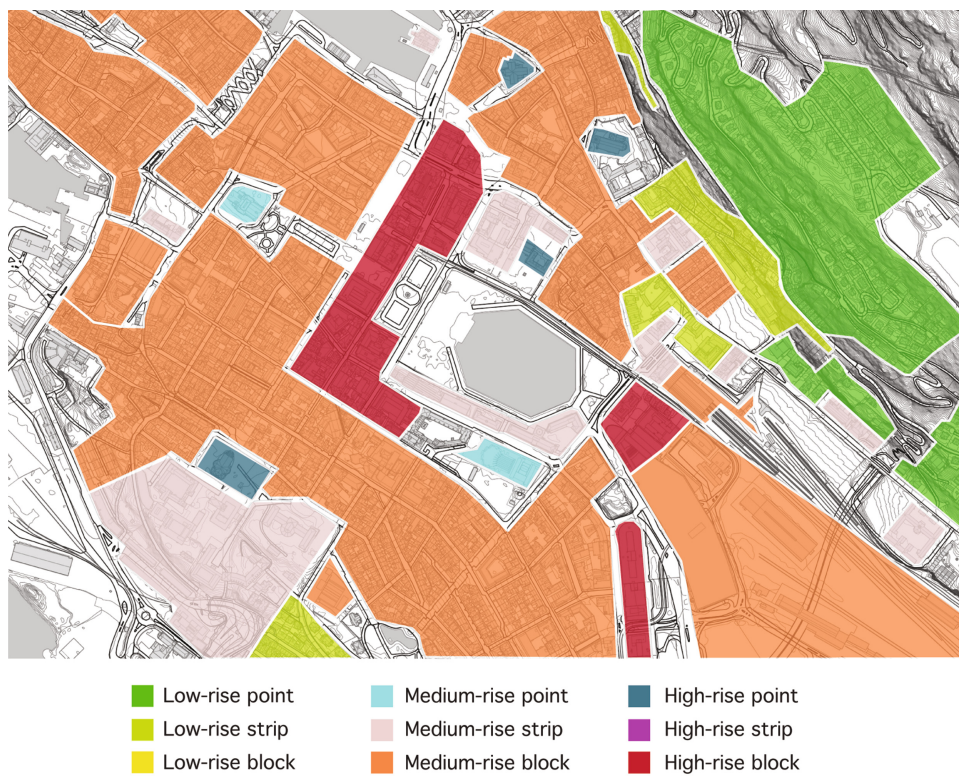 Low-rise point
Medium-rise point
High-rise point
Low-rise strip
Medium-rise strip
High-rise strip
Low-rise block
Medium-rise block
High-rise block